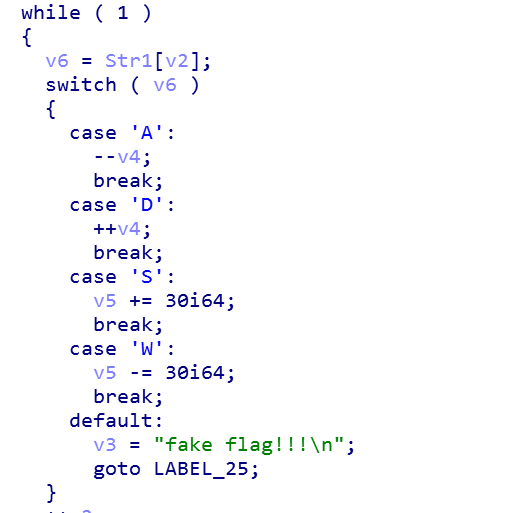 while ( 1 )
{
v6 = Str1[v2];
switch ( v6 )
{
case 'A':
--v4;
break;
case 'D':
++v4;
break;
case 'S':
v5 += 30i64;
break;
case 'W':
v5 -= 30i64;
break;
default:
v3 = "fake flag!!!\n";
goto LABEL_25;
}